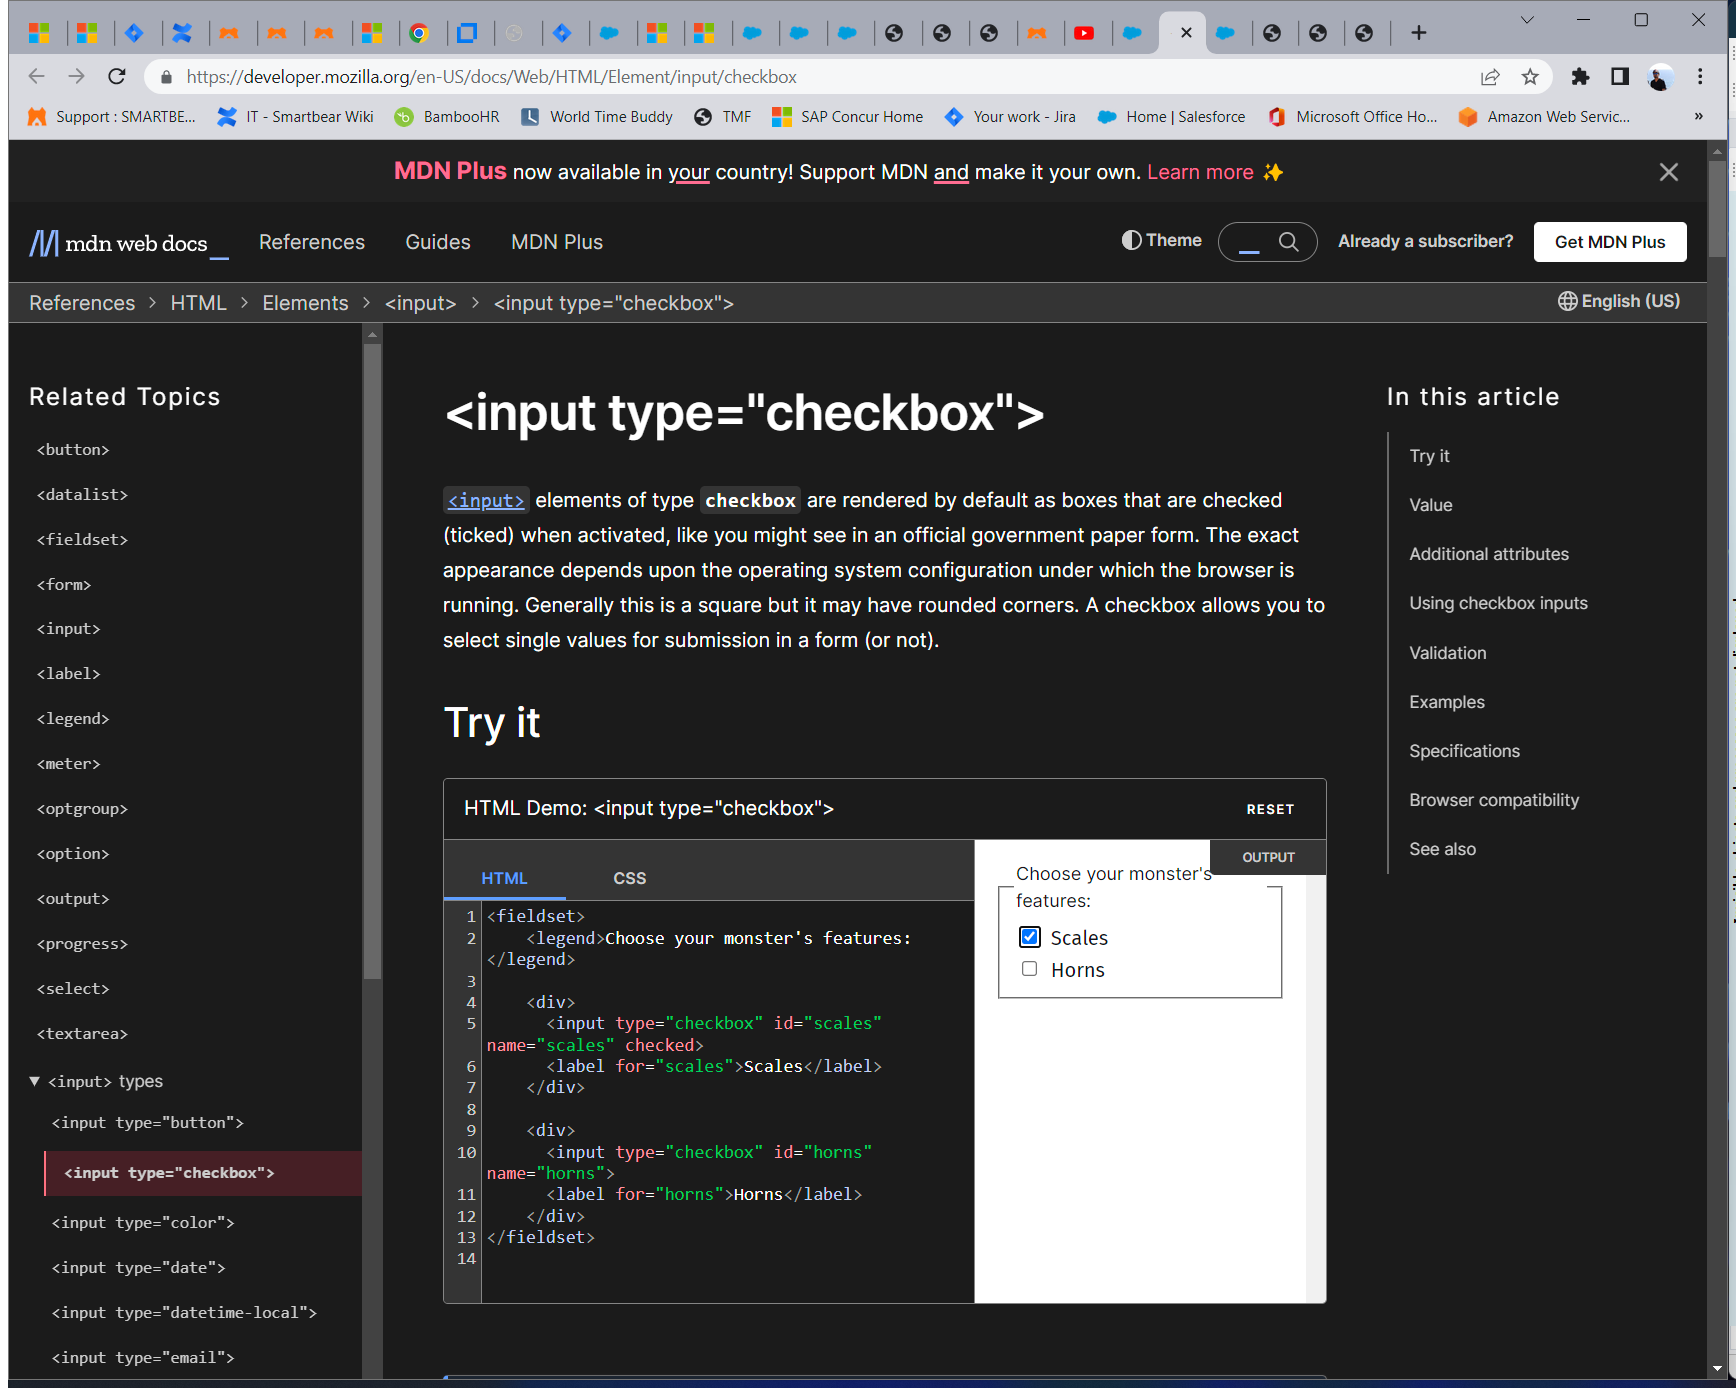 https://developer.mozilla.org/en-US/docs/Web/HTML/Element/input/checkbox
Support : SMARTBE... IT - Smartbear Wiki BambooHR World Time Buddy TMF SAP Concur Home Your work - Jira Home | Salesforce Microsoft Office Ho... Amazon Web Servic... »
MDN Plus now available in your country! Support MDN and make it your own. Learn more ✨
mdn web docs_ References Guides MDN Plus Theme Already a subscriber? Get MDN Plus
References > HTML > Elements > <input> > <input type="checkbox"> English (US)
Related Topics
<button>
<datalist>
<fieldset>
<form>
<input>
<label>
<legend>
<meter>
<optgroup>
<option>
<output>
<progress>
<select>
<textarea>
▼ <input> types
<input type="button">
<input type="checkbox">
<input type="color">
<input type="date">
<input type="datetime-local">
<input type="email">
<input type="checkbox">
<input> elements of type checkbox are rendered by default as boxes that are checked
(ticked) when activated, like you might see in an official government paper form. The exact
appearance depends upon the operating system configuration under which the browser is
running. Generally this is a square but it may have rounded corners. A checkbox allows you to
select single values for submission in a form (or not).
Try it
HTML Demo: <input type="checkbox"> RESET
HTML CSS
1 <fieldset>
2 <legend>Choose your monster's features:
</legend>
3
4 <div>
5 <input type="checkbox" id="scales"
name="scales" checked>
6 <label for="scales">Scales</label>
7 </div>
8
9 <div>
10 <input type="checkbox" id="horns"
name="horns">
11 <label for="horns">Horns</label>
12 </div>
13 </fieldset>
14
OUTPUT
Choose your monster's
features:
Scales
Horns
In this article
Try it
Value
Additional attributes
Using checkbox inputs
Validation
Examples
Specifications
Browser compatibility
See also